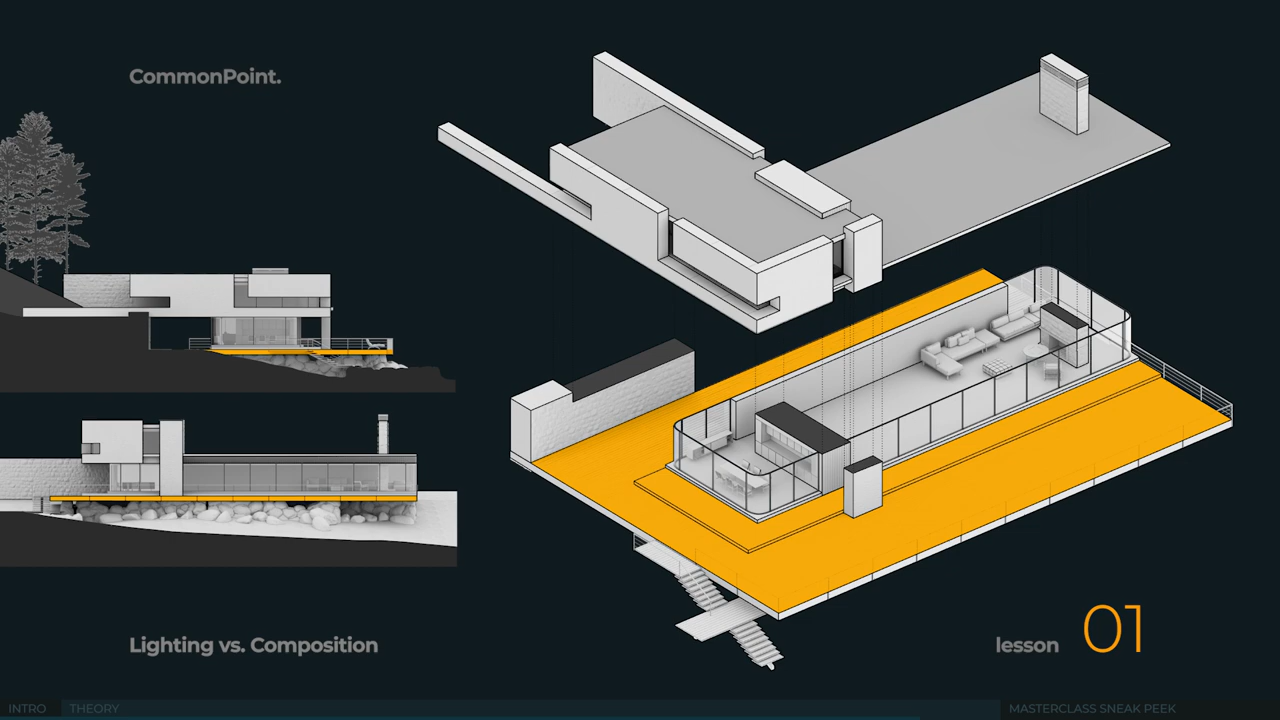 CommonPoint.
Lighting vs. Composition
lesson 01
INTRO THEORY MASTERCLASS SNEAK PEEK